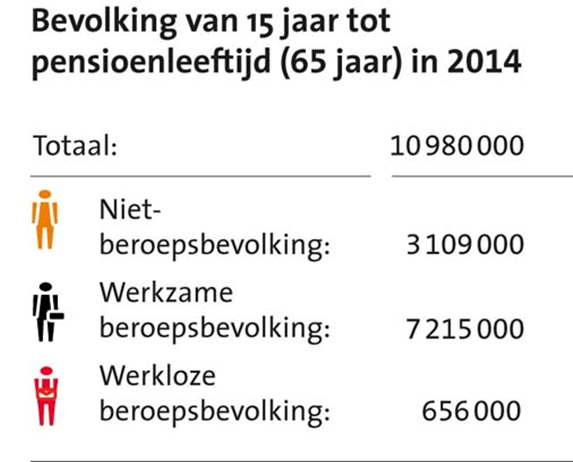 Bevolking van 15 jaar tot
pensioenleeftijd (65 jaar) in 2014
Totaal: 10 980 000
Niet-
beroepsbevolking: 3 109 000
Werkzame
beroepsbevolking: 7 215 000
Werkloze
beroepsbevolking: 656 000